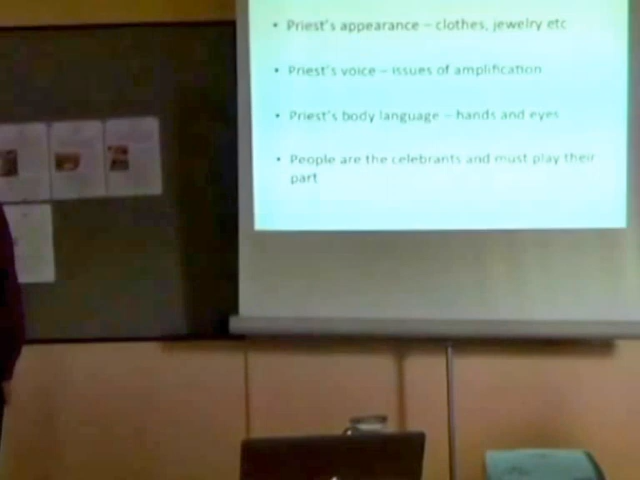 • Priest's appearance – clothes, jewelry etc
• Priest's voice – issues of amplification
• Priest's body language – hands and eyes
• People are the celebrants and must play their
part